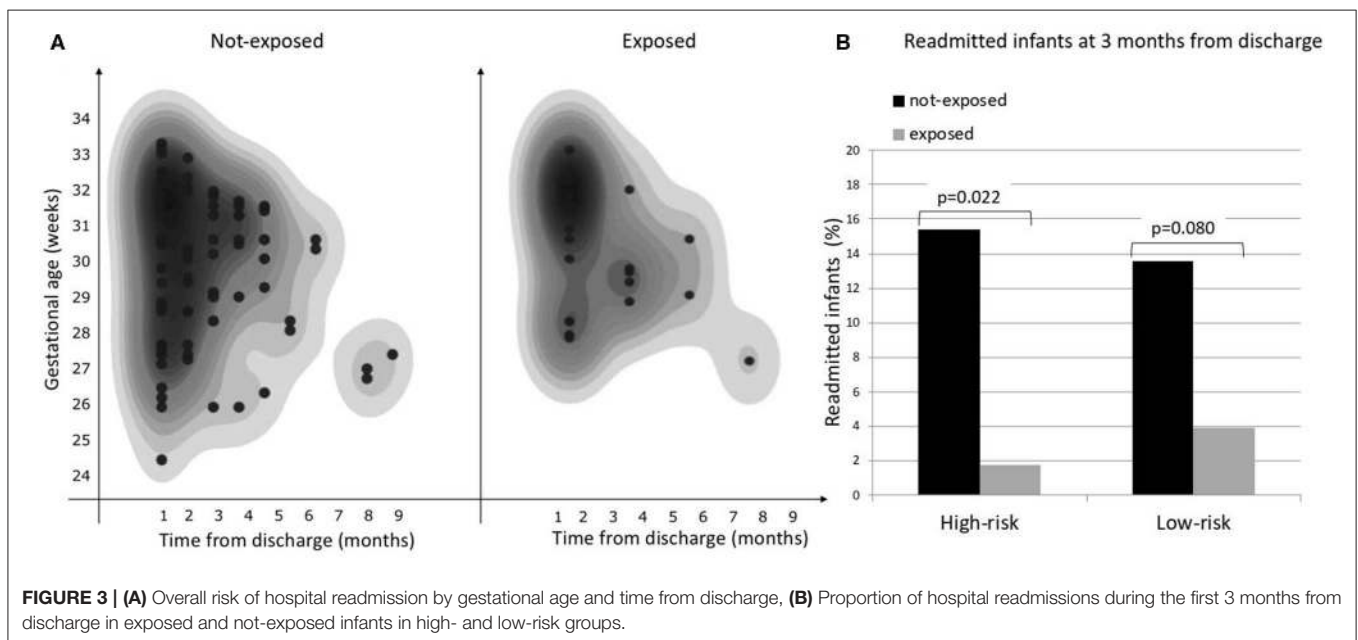 A
Not-exposed
Exposed
Gestational age (weeks)
34
33
32
31
30
29
28
27
26
25
24
1 2 3 4 5 6 7 8 9
Time from discharge (months)
1 2 3 4 5 6 7 8 9
Time from discharge (months)
B
Readmitted infants at 3 months from discharge
not-exposed
exposed
Readmitted infants (%)
20
18
16
14
12
10
8
6
4
2
0
p=0.022
p=0.080
High-risk
Low-risk
FIGURE 3 | (A) Overall risk of hospital readmission by gestational age and time from discharge, (B) Proportion of hospital readmissions during the first 3 months from
discharge in exposed and not-exposed infants in high- and low-risk groups.